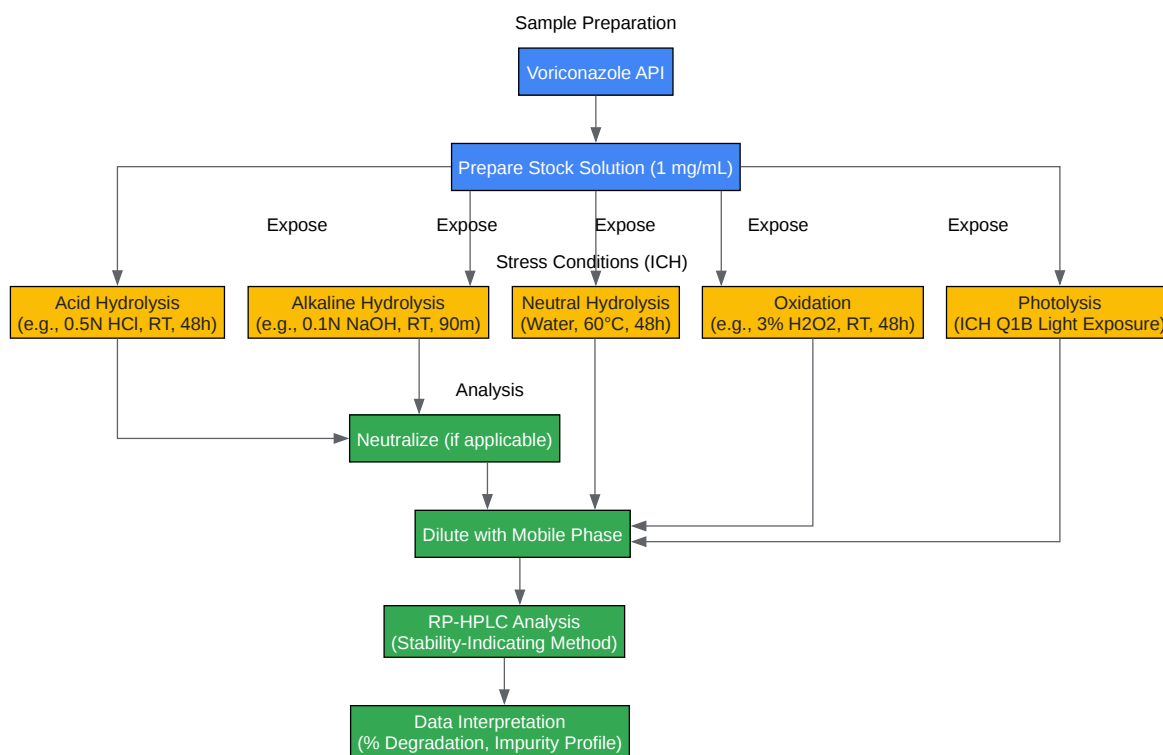 Sample Preparation
Voriconazole API
Prepare Stock Solution (1 mg/mL)
Expose
Expose
Expose
Expose
Expose
Stress Conditions (ICH)
Acid Hydrolysis
(e.g., 0.5N HCl, RT, 48h)
Alkaline Hydrolysis
(e.g., 0.1N NaOH, RT, 90m)
Neutral Hydrolysis
(Water, 60°C, 48h)
Oxidation
(e.g., 3% H2O2, RT, 48h)
Photolysis
(ICH Q1B Light Exposure)
Analysis
Neutralize (if applicable)
Dilute with Mobile Phase
RP-HPLC Analysis
(Stability-Indicating Method)
Data Interpretation
(% Degradation, Impurity Profile)